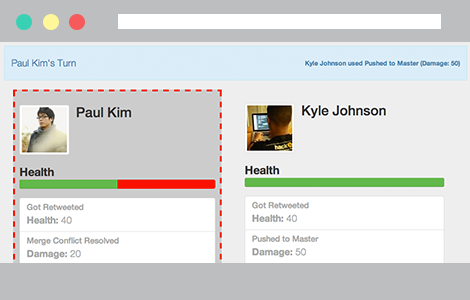 Paul Kim's Turn
Kyle Johnson used Pushed to Master (Damage: 50)
Paul Kim
Health
Got Retweeted
Health: 40
Merge Conflict Resolved
Damage: 20
Kyle Johnson
Health
Got Retweeted
Health: 40
Pushed to Master
Damage: 50